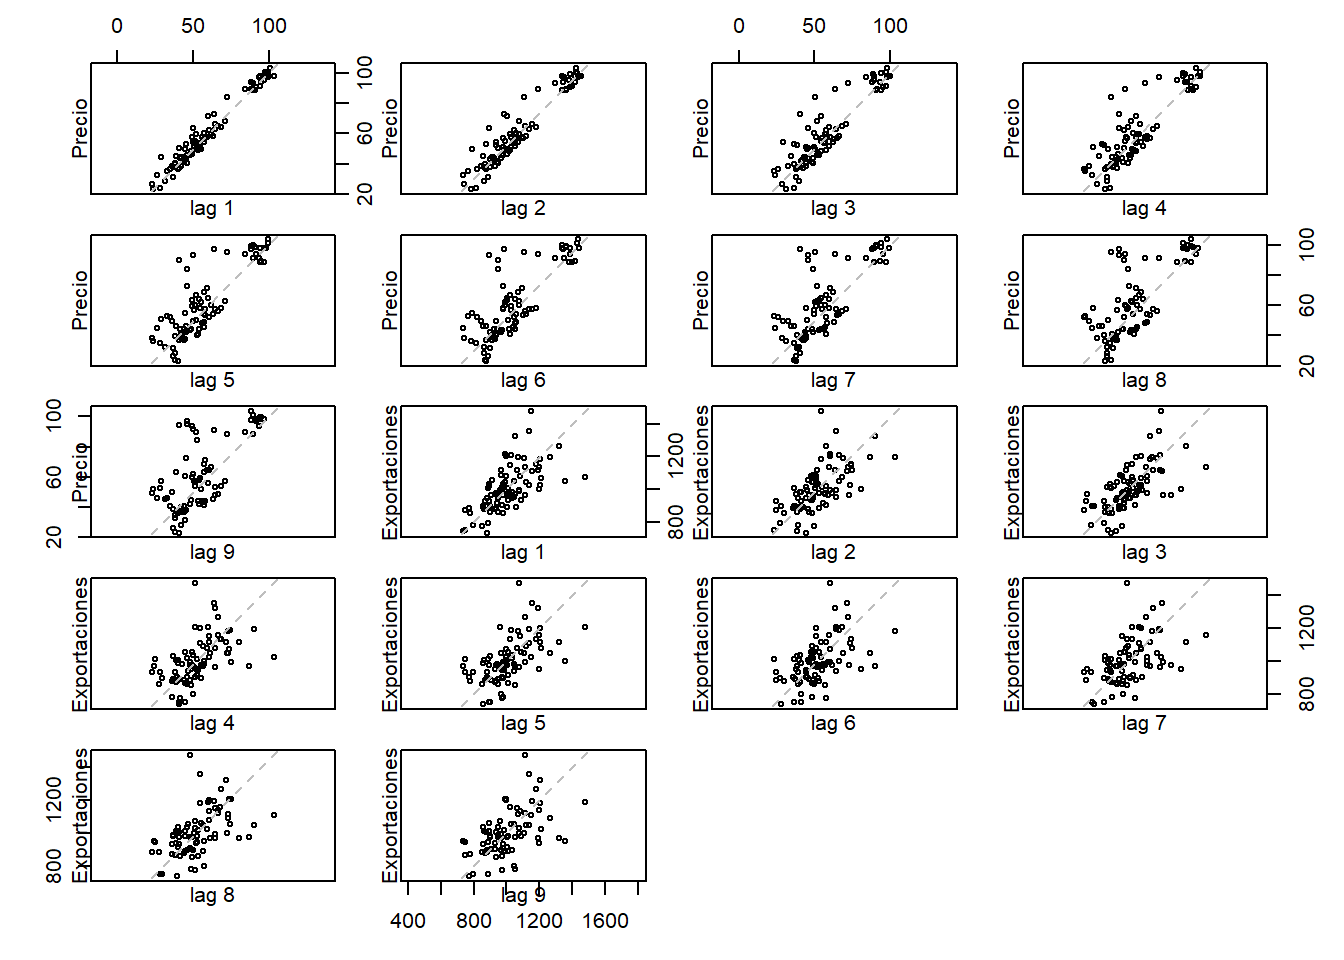 0 50 100 0 50 100
Precio Precio Precio Precio
20 60 100
lag 1 lag 2 lag 3 lag 4
Precio Precio Precio Precio
20 60 100
lag 5 lag 6 lag 7 lag 8
20 60 100
Precio Exportaciones Exportaciones Exportaciones
800 1200
lag 9 lag 1 lag 2 lag 3
Exportaciones Exportaciones Exportaciones Exportaciones
800 1200
lag 4 lag 5 lag 6 lag 7
800 1200
Exportaciones Exportaciones
lag 8 lag 9
400 800 1200 1600